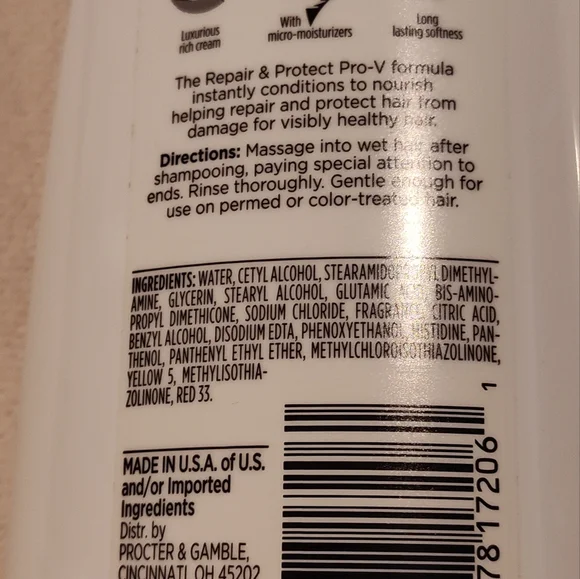 Luxurious
rich cream
With
micro-moisturizers
Long
lasting softness
The Repair & Protect Pro-V formula
instantly conditions to nourish
helping repair and protect hair from
damage for visibly healthy hair.
Directions: Massage into wet hair after
shampooing, paying special attention to
ends. Rinse thoroughly. Gentle enough for
use on permed or color-treated hair.
INGREDIENTS: WATER, CETYL ALCOHOL, STEARAMIDOPROPYL DIMETHYL-
AMINE, GLYCERIN, STEARYL ALCOHOL, GLUTAMIC ACID, BIS-AMINO-
PROPYL DIMETHICONE, SODIUM CHLORIDE, FRAGRANCE, CITRIC ACID,
BENZYL ALCOHOL, DISODIUM EDTA, PHENOXYETHANOL, HISTIDINE, PAN-
THENOL, PANTHENYL ETHYL ETHER, METHYLCHLOROISOTHIAZOLINONE,
YELLOW 5, METHYLISOTHIA-
ZOLINONE, RED 33.
MADE IN U.S.A. of U.S.
and/or Imported
Ingredients
Distr. by
PROCTER & GAMBLE,
CINCINNATI, OH 45202
7817206 1